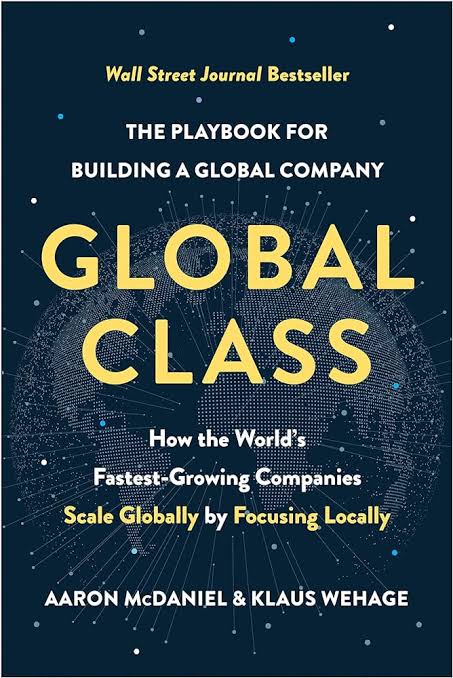 Wall Street Journal Bestseller
THE PLAYBOOK FOR
BUILDING A GLOBAL COMPANY
GLOBAL
CLASS
How the World's
Fastest-Growing Companies
Scale Globally by Focusing Locally
AARON McDANIEL & KLAUS WEHAGE